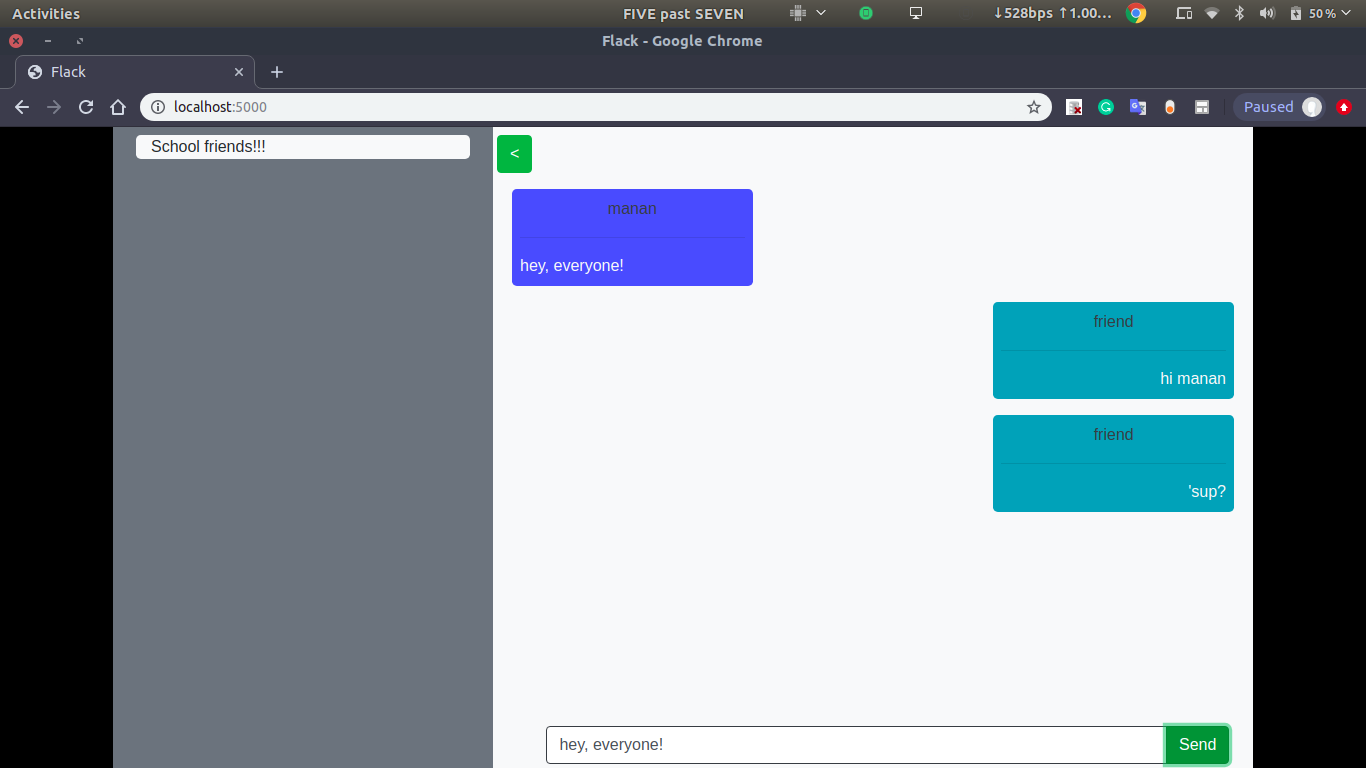 Activities
FIVE past SEVEN
↓528bps ↑1.00...
50 %
Flack - Google Chrome
Flack
localhost:5000
Paused
School friends!!!
<
manan
hey, everyone!
friend
hi manan
friend
'sup?
hey, everyone!
Send